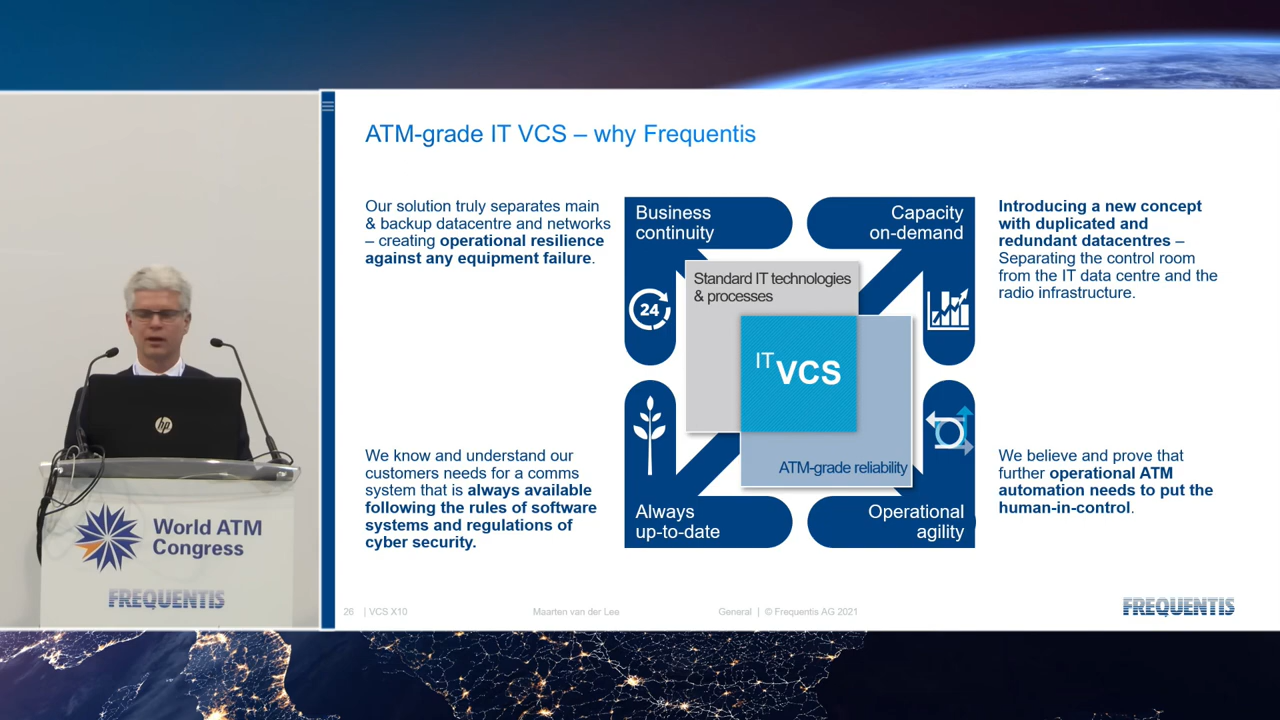 ATM-grade IT VCS – why Frequentis
Our solution truly separates main
& backup datacentre and networks
– creating operational resilience
against any equipment failure.
Business
continuity
24
Capacity
on-demand
Introducing a new concept
with duplicated and
redundant datacentres –
Separating the control room
from the IT data centre and the
radio infrastructure.
Standard IT technologies
& processes
IT VCS
ATM-grade reliability
We know and understand our
customers needs for a comms
system that is always available
following the rules of software
systems and regulations of
cyber security.
Always
up-to-date
Operational
agility
We believe and prove that
further operational ATM
automation needs to put the
human-in-control.
26 | VCS X10
Maarten van der Lee
General | © Frequentis AG 2021
FREQUENTIS
hp
World ATM
Congress
FREQUENTIS